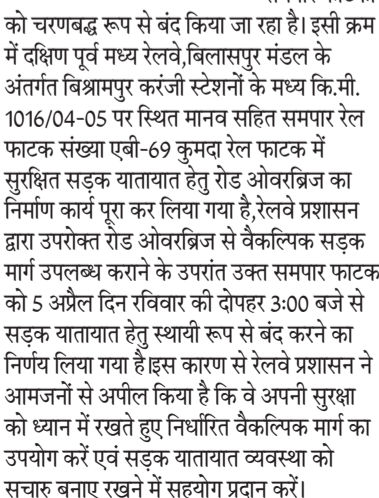 को चरणबद्ध रूप से बंद किया जा रहा है। इसी क्रम
में दक्षिण पूर्व मध्य रेलवे,बिलासपुर मंडल के
अंतर्गत बिश्रामपुर करंजी स्टेशनों के मध्य कि.मी.
1016/04-05 पर स्थित मानव सहित समपार रेल
फाटक संख्या एबी-69 कुमदा रेल फाटक में
सुरक्षित सड़क यातायात हेतु रोड ओवरब्रिज का
निर्माण कार्य पूरा कर लिया गया है,रेलवे प्रशासन
द्वारा उपरोक्त रोड ओवरब्रिज से वैकल्पिक सड़क
मार्ग उपलब्ध कराने के उपरांत उक्त समपार फाटक
को 5 अप्रैल दिन रविवार की दोपहर 3:00 बजे से
सड़क यातायात हेतु स्थायी रूप से बंद करने का
निर्णय लिया गया है।इस कारण से रेलवे प्रशासन ने
आमजनों से अपील किया है कि वे अपनी सुरक्षा
को ध्यान में रखते हुए निर्धारित वैकल्पिक मार्ग का
उपयोग करें एवं सड़क यातायात व्यवस्था को
सुचारु बनाए रखने में सहयोग प्रदान करें।